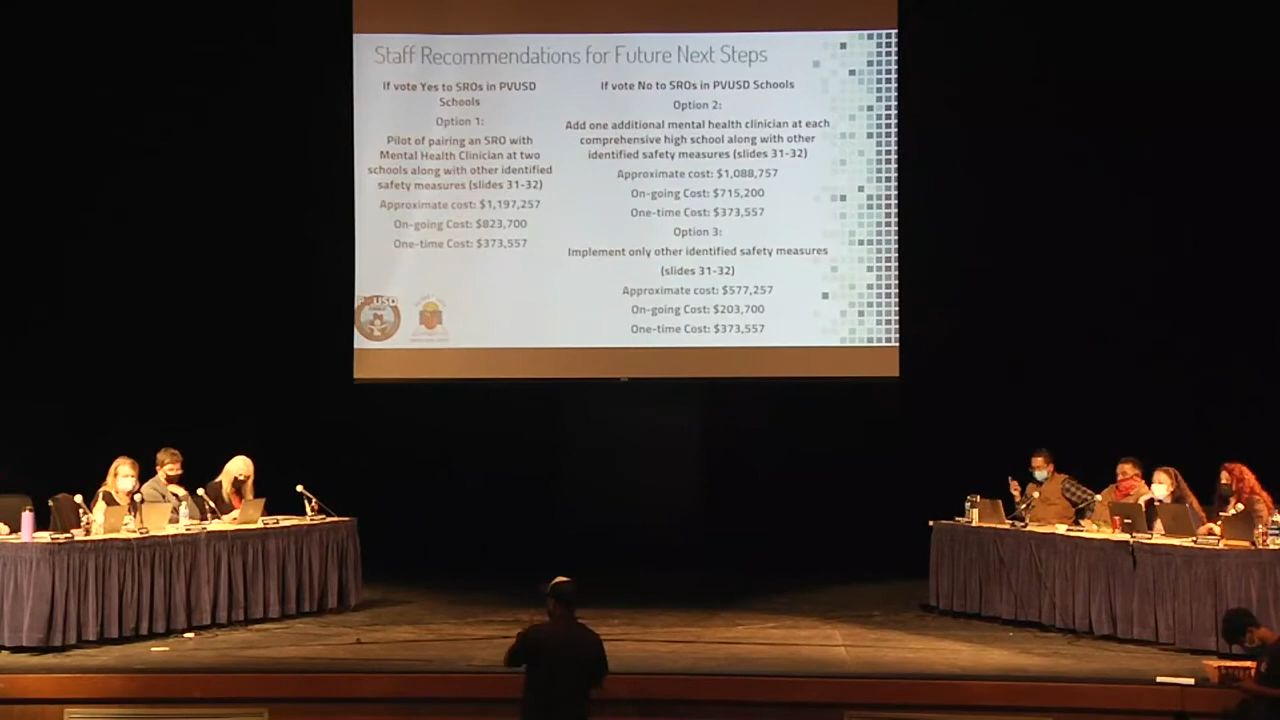 Staff Recommendations for Future Next Steps
If vote Yes to SROs in PVUSD
Schools
Option 1:
Pilot of pairing an SRO with
Mental Health Clinician at two
schools along with other identified
safety measures (slides 31-32)
Approximate cost: $1,197,257
On-going Cost: $823,700
One-time Cost: $373,557
If vote No to SROs in PVUSD Schools
Option 2:
Add one additional mental health clinician at each
comprehensive high school along with other
identified safety measures (slides 31-32)
Approximate cost: $1,088,757
On-going Cost: $715,200
One-time Cost: $373,557
Option 3:
Implement only other identified safety measures
(slides 31-32)
Approximate cost: $577,257
On-going Cost: $203,700
One-time Cost: $373,557